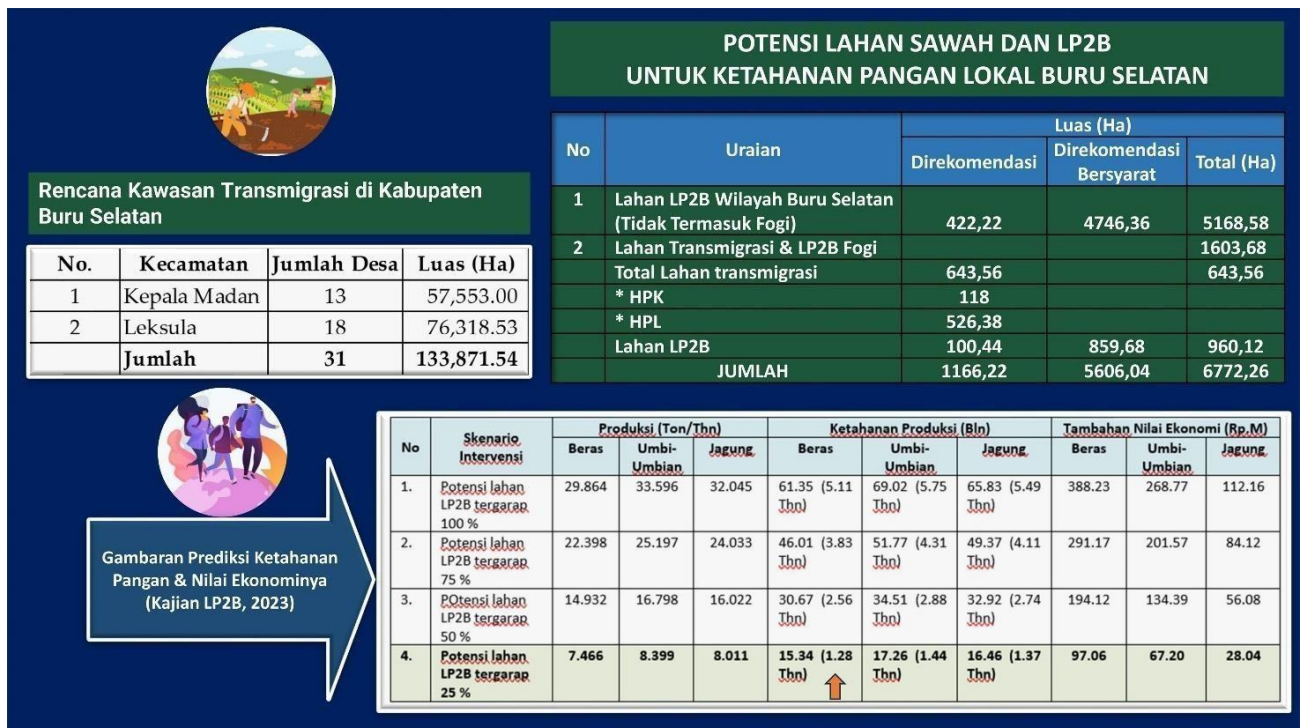 POTENSI LAHAN SAWAH DAN LP2B
UNTUK KETAHANAN PANGAN LOKAL BURU SELATAN
Rencana Kawasan Transmigrasi di Kabupaten
Buru Selatan
No. Kecamatan Jumlah Desa Luas (Ha)
1 Kepala Madan 13 57,553.00
2 Leksula 18 76,318.53
Jumlah 31 133,871.54
No Uraian Luas (Ha)
Direkomendasi Direkomendasi Bersyarat Total (Ha)
1 Lahan LP2B Wilayah Buru Selatan
(Tidak Termasuk Fogi) 422,22 4746,36 5168,58
2 Lahan Transmigrasi & LP2B Fogi 1603,68
Total Lahan transmigrasi 643,56 643,56
* HPK 118
* HPL 526,38
Lahan LP2B 100,44 859,68 960,12
JUMLAH 1166,22 5606,04 6772,26
Gambaran Prediksi Ketahanan
Pangan & Nilai Ekonominya
(Kajian LP2B, 2023)
No Skenario Intervensi Produksi (Ton/Thn) Ketahanan Produksi (Bln) Tambahan Nilai Ekonomi (Rp.M)
Beras Umbi-Umbian Jagung Beras Umbi-Umbian Jagung Beras Umbi-Umbian Jagung
1. Potensi lahan LP2B tergarap 100 % 29.864 33.596 32.045 61.35 (5.11 Thn) 69.02 (5.75 Thn) 65.83 (5.49 Thn) 388.23 268.77 112.16
2. Potensi lahan LP2B tergarap 75 % 22.398 25.197 24.033 46.01 (3.83 Thn) 51.77 (4.31 Thn) 49.37 (4.11 Thn) 291.17 201.57 84.12
3. POtensi lahan LP2B tergarap 50 % 14.932 16.798 16.022 30.67 (2.56 Thn) 34.51 (2.88 Thn) 32.92 (2.74 Thn) 194.12 134.39 56.08
4. Potensi lahan LP2B tergarap 25 % 7.466 8.399 8.011 15.34 (1.28 Thn) 17.26 (1.44 Thn) 16.46 (1.37 Thn) 97.06 67.20 28.04